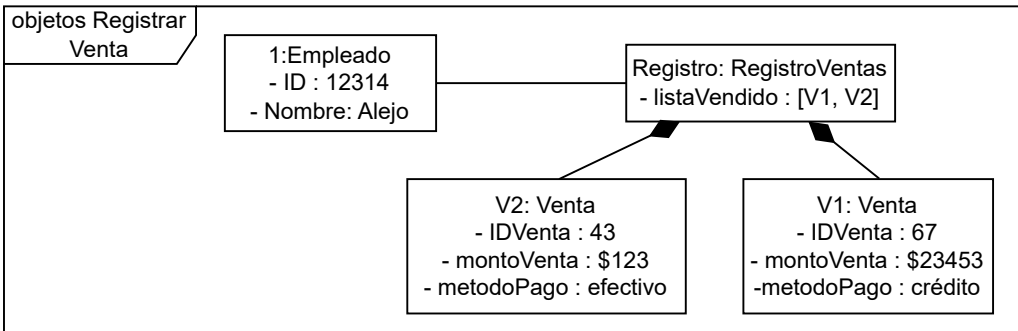 objetos Registrar
Venta
1:Empleado
- ID : 12314
- Nombre: Alejo
Registro: RegistroVentas
- listaVendido : [V1, V2]
V2: Venta
- IDVenta : 43
- montoVenta : $123
- metodoPago : efectivo
V1: Venta
- IDVenta : 67
- montoVenta : $23453
-metodoPago : crédito